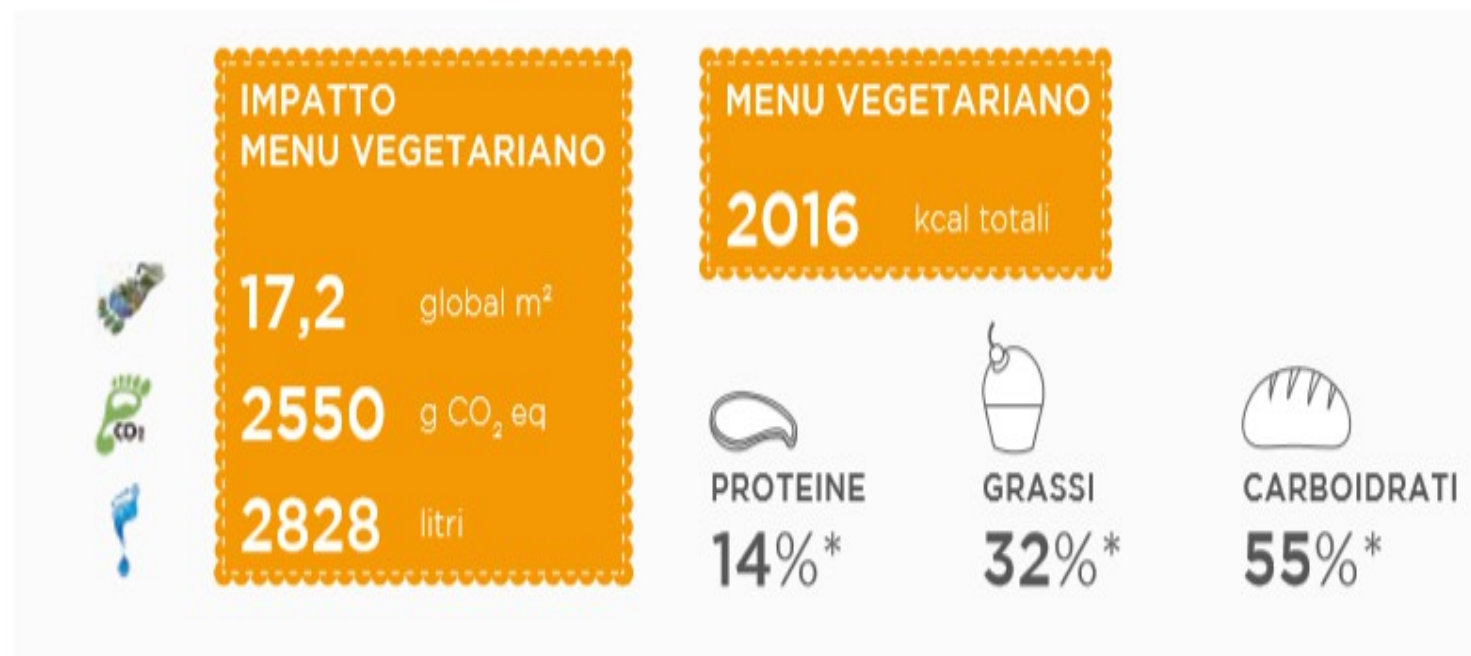 IMPATTO
MENU VEGETARIANO
17,2 global m²
2550 g CO₂ eq
2828 litri
CO₂
MENU VEGETARIANO
2016 kcal totali
PROTEINE
14%*
GRASSI
32%*
CARBOIDRATI
55%*